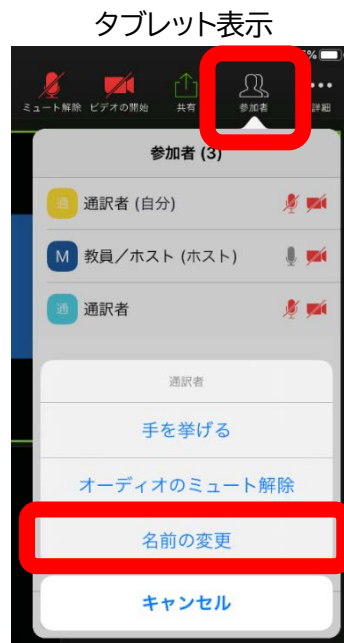 タブレット表示
%
ミュート解除 ビデオの開始 共有 参加者 詳細
参加者 (3)
通 通訳者 (自分)
M 教員／ホスト (ホスト)
通 通訳者
通訳者
手を挙げる
オーディオのミュート解除
名前の変更
キャンセル